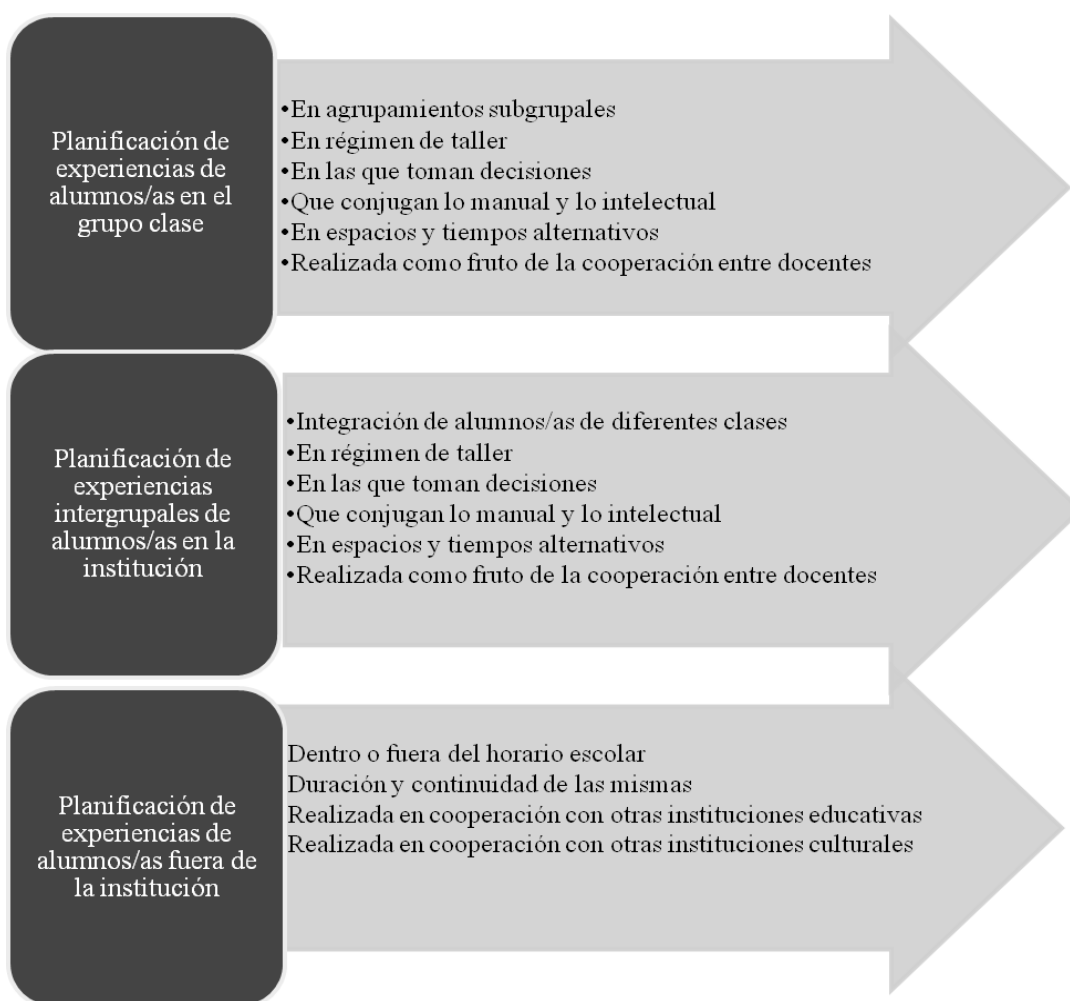 Planificación de
experiencias de
alumnos/as en el
grupo clase
•En agrupamientos subgrupales
•En régimen de taller
•En las que toman decisiones
•Que conjugan lo manual y lo intelectual
•En espacios y tiempos alternativos
•Realizada como fruto de la cooperación entre docentes
Planificación de
experiencias
intergrupales de
alumnos/as en la
institución
•Integración de alumnos/as de diferentes clases
•En régimen de taller
•En las que toman decisiones
•Que conjugan lo manual y lo intelectual
•En espacios y tiempos alternativos
•Realizada como fruto de la cooperación entre docentes
Planificación de
experiencias de
alumnos/as fuera de
la institución
Dentro o fuera del horario escolar
Duración y continuidad de las mismas
Realizada en cooperación con otras instituciones educativas
Realizada en cooperación con otras instituciones culturales